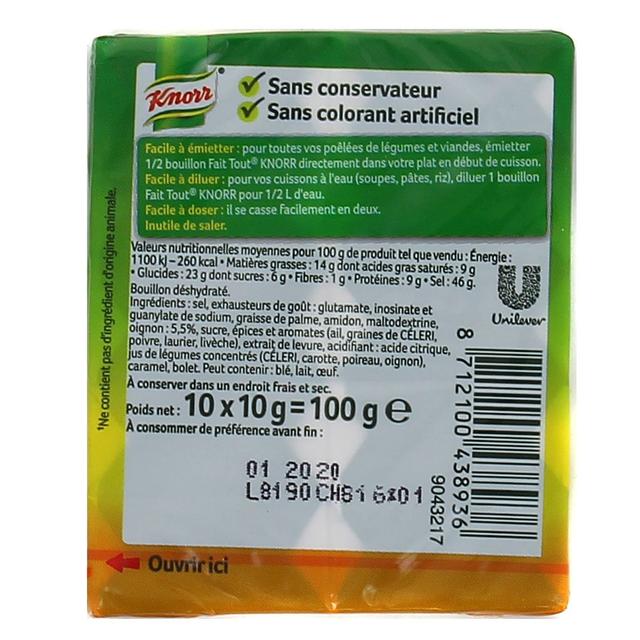 Knorr®
Sans conservateur
Sans colorant artificiel
Facile à émietter : pour toutes vos poêlées de légumes et viandes, émietter
1/2 bouillon Fait Tout® KNORR directement dans votre plat en début de cuisson.
Facile à diluer : pour vos cuissons à l'eau (soupes, pâtes, riz), diluer 1 bouillon
Fait Tout® KNORR pour 1/2 L d'eau.
Facile à doser : il se casse facilement en deux.
Inutile de saler.
Valeurs nutritionnelles moyennes pour 100 g de produit tel que vendu : Énergie :
1100 kJ – 260 kcal • Matières grasses : 14 g dont acides gras saturés : 9 g
• Glucides : 23 g dont sucres : 6 g • Fibres : 1 g • Protéines : 9 g • Sel : 46 g.
Bouillon déshydraté.
Ingrédients : sel, exhausteurs de goût : glutamate, inosinate et
guanylate de sodium, graisse de palme, amidon, maltodextrine,
oignon : 5,5%, sucre, épices et aromates (ail, graines de CÉLERI,
poivre, laurier, livèche), extrait de levure, acidifiant : acide citrique,
jus de légumes concentrés (CÉLERI, carotte, poireau, oignon),
caramel, bolet. Peut contenir : blé, lait, œuf.
À conserver dans un endroit frais et sec.
Poids net : 10 x 10 g = 100 g e
À consommer de préférence avant fin :
01 2020
L8190 CH816:01
Unilever
8 712100 438936
9043217
¹Ne contient pas d'ingrédient d'origine animale.
Ouvrir ici